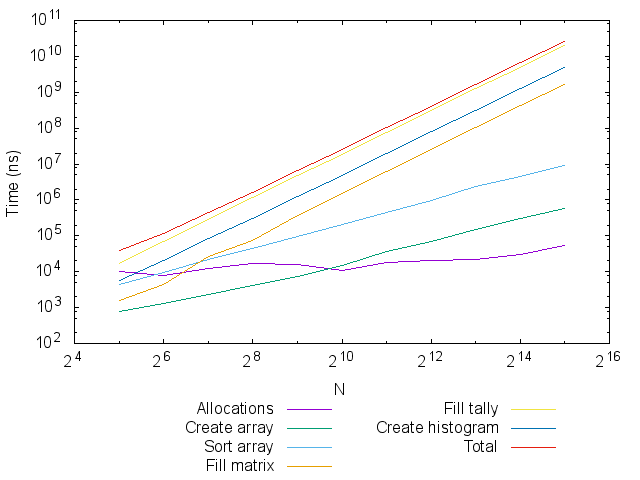 10^11
10^10
10^9
10^8
10^7
10^6
10^5
10^4
10^3
10^2
Time (ns)
2^4 2^6 2^8 2^10 2^12 2^14 2^16
N
Allocations Fill tally
Create array Create histogram
Sort array Total
Fill matrix